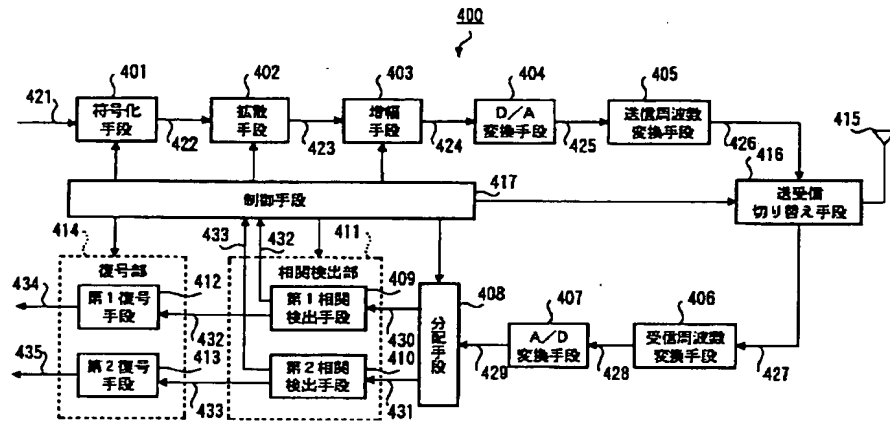 400
401
402
403
404
405
421
符号化
手段
拡散
手段
増幅
手段
D/A
変換手段
送信周波数
変換手段
415
422
423
424
425
426
416
制御手段
417
送受信
切り替え手段
414
433
432
411
復号部
相関検出部
409
408
407
406
434
412
第1復号
手段
432
第1相関
検出手段
430
分配手段
A/D
変換手段
受信周波数
変換手段
429
428
427
435
413
第2復号
手段
433
第2相関
検出手段
410
431